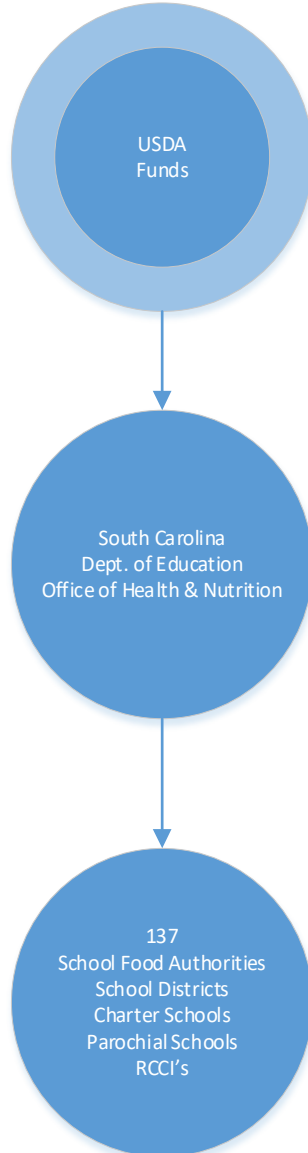 USDA
Funds
South Carolina
Dept. of Education
Office of Health & Nutrition
137
School Food Authorities
School Districts
Charter Schools
Parochial Schools
RCCI's